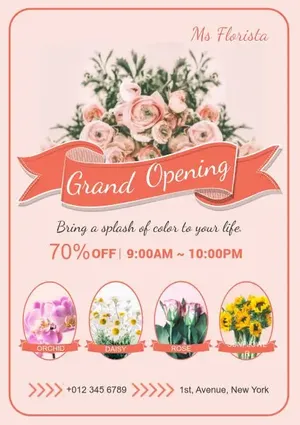 Ms Florista
Grand Opening
Bring a splash of color to your life.
70% OFF | 9:00AM ~ 10:00PM
ORCHID
DAISY
ROSE
+012 345 6789
1st, Avenue, New York